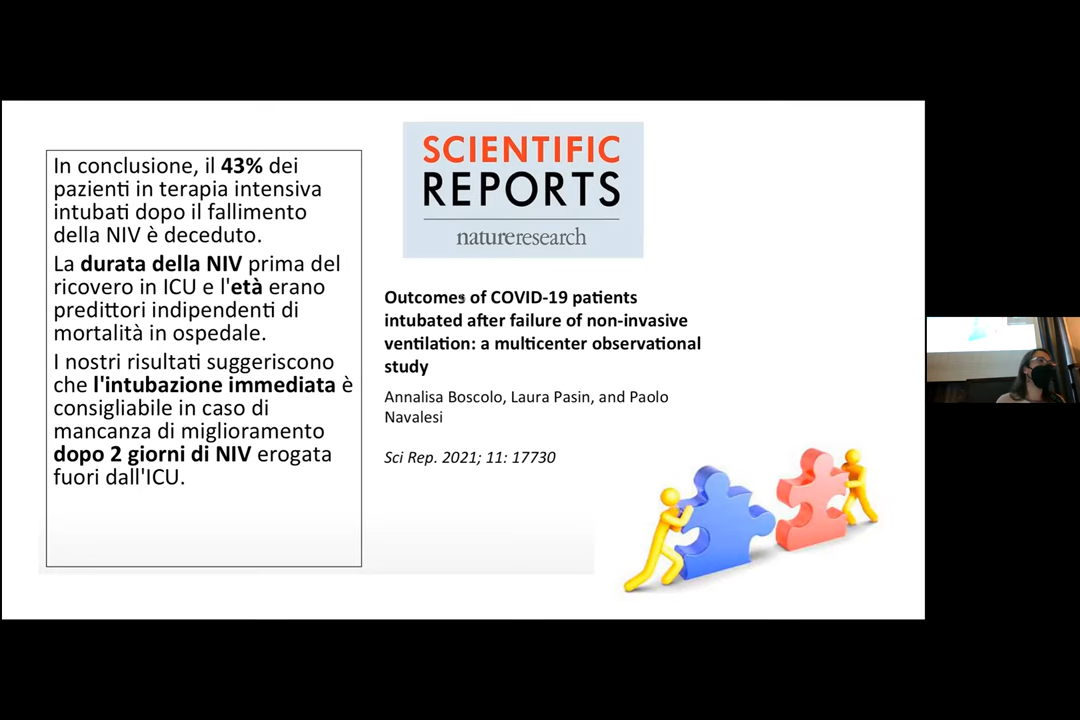 In conclusione, il 43% dei
pazienti in terapia intensiva
intubati dopo il fallimento
della NIV è deceduto.
La durata della NIV prima del
ricovero in ICU e l'età erano
predittori indipendenti di
mortalità in ospedale.
I nostri risultati suggeriscono
che l'intubazione immediata è
consigliabile in caso di
mancanza di miglioramento
dopo 2 giorni di NIV erogata
fuori dall'ICU.
SCIENTIFIC
REPORTS
natureresearch
Outcomes of COVID-19 patients
intubated after failure of non-invasive
ventilation: a multicenter observational
study
Annalisa Boscolo, Laura Pasin, and Paolo
Navalesi
Sci Rep. 2021; 11: 17730